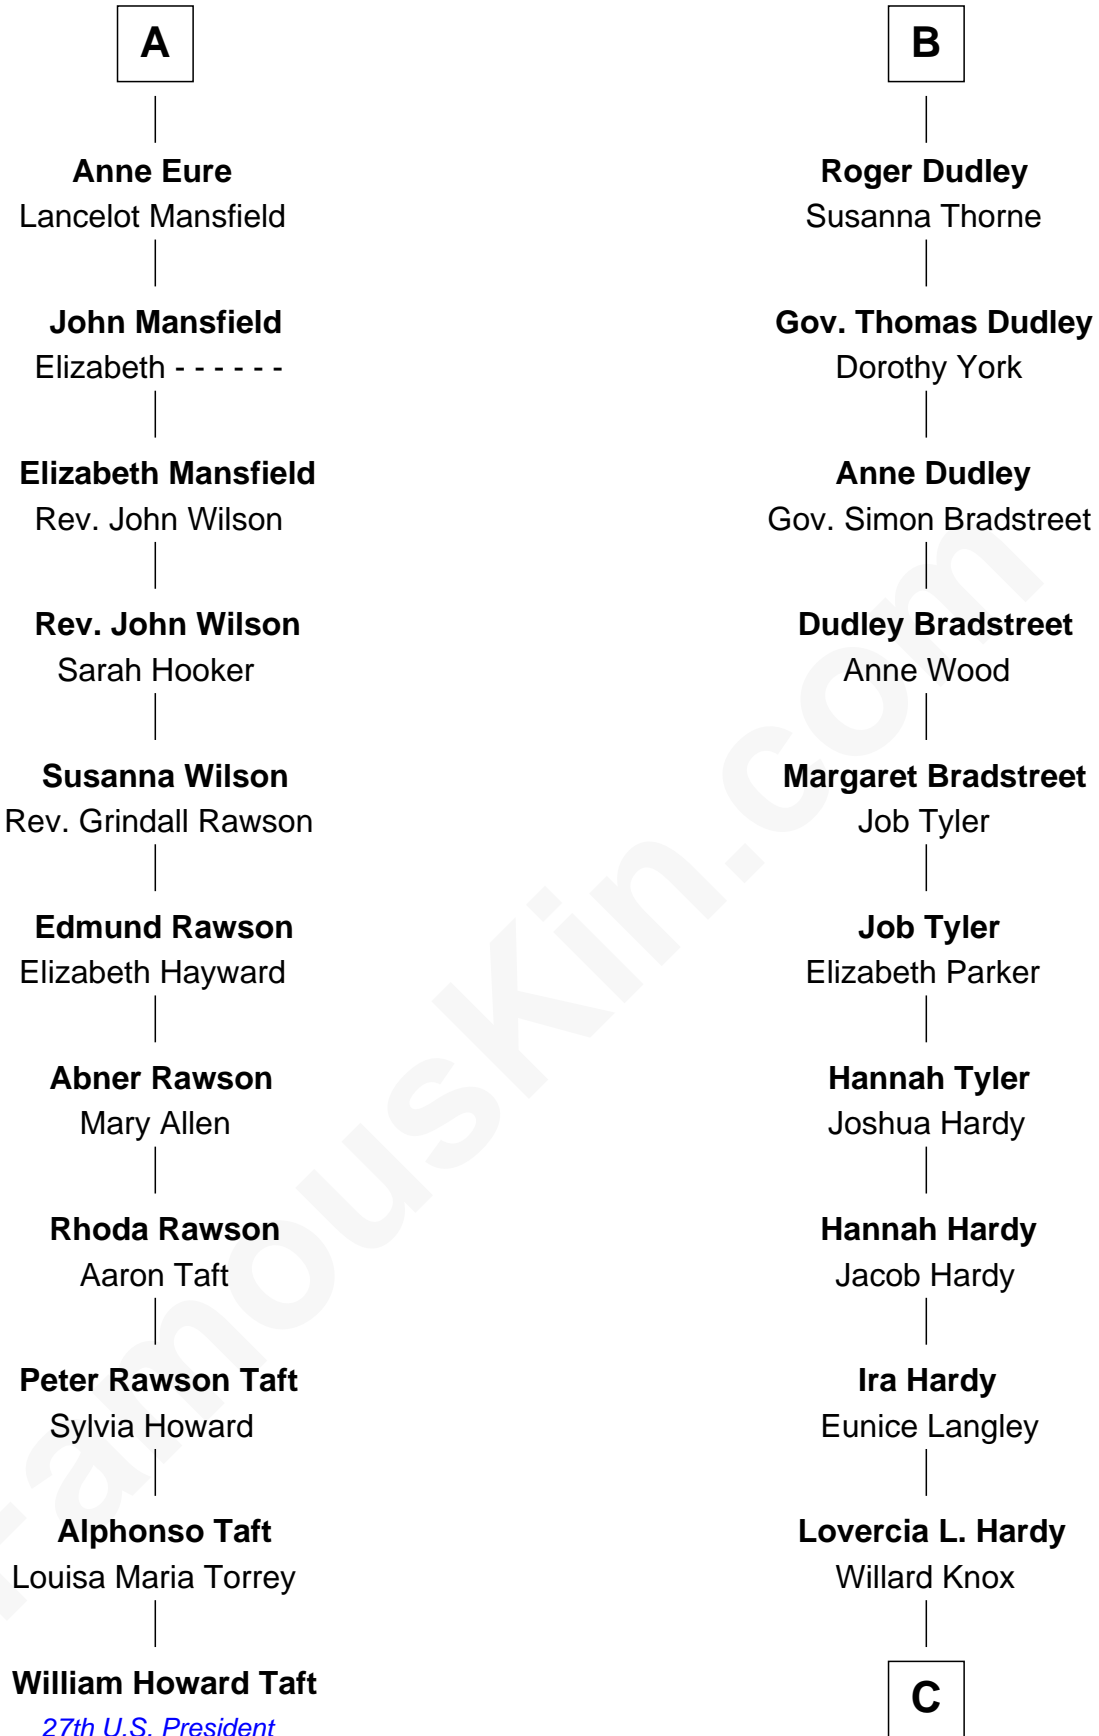 A
Anne Eure
Lancelot Mansfield
John Mansfield
Elizabeth - - - - - -
Elizabeth Mansfield
Rev. John Wilson
Rev. John Wilson
Sarah Hooker
Susanna Wilson
Rev. Grindall Rawson
Edmund Rawson
Elizabeth Hayward
Abner Rawson
Mary Allen
Rhoda Rawson
Aaron Taft
Peter Rawson Taft
Sylvia Howard
Alphonso Taft
Louisa Maria Torrey
William Howard Taft
27th U.S. President
B
Roger Dudley
Susanna Thorne
Gov. Thomas Dudley
Dorothy York
Anne Dudley
Gov. Simon Bradstreet
Dudley Bradstreet
Anne Wood
Margaret Bradstreet
Job Tyler
Job Tyler
Elizabeth Parker
Hannah Tyler
Joshua Hardy
Hannah Hardy
Jacob Hardy
Ira Hardy
Eunice Langley
Lovercia L. Hardy
Willard Knox
C
FamousKin.com